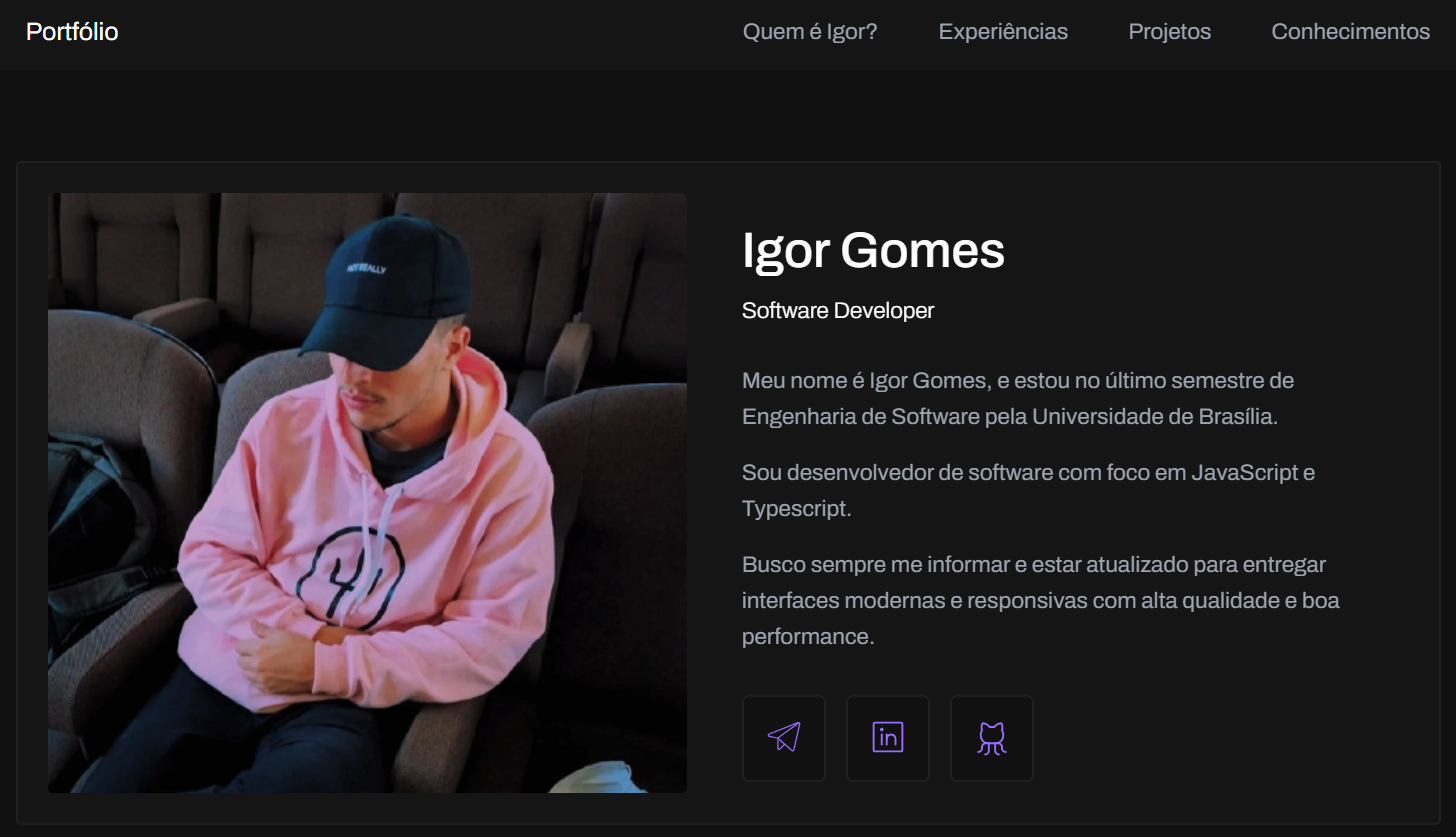 Portfólio
Quem é Igor?
Experiências
Projetos
Conhecimentos
NOT REALLY
Igor Gomes
Software Developer
Meu nome é Igor Gomes, e estou no último semestre de
Engenharia de Software pela Universidade de Brasília.
Sou desenvolvedor de software com foco em JavaScript e
Typescript.
Busco sempre me informar e estar atualizado para entregar
interfaces modernas e responsivas com alta qualidade e boa
performance.
in